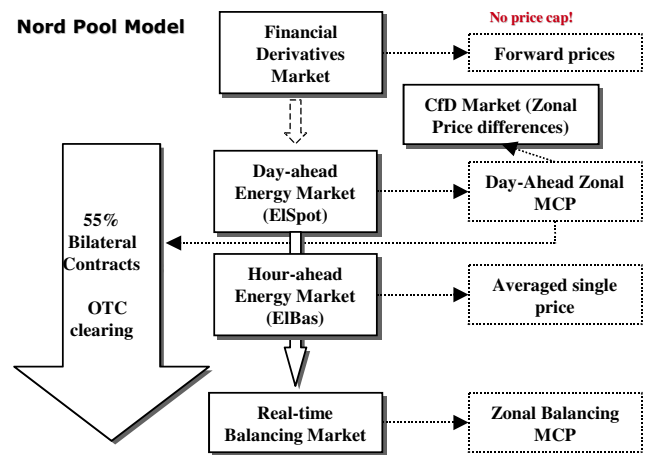 Nord Pool Model
No price cap!
Financial
Derivatives
Market
Forward prices
CfD Market (Zonal
Price differences)
Day-ahead
Energy Market
(ElSpot)
Day-Ahead Zonal
MCP
55%
Bilateral
Contracts
OTC
clearing
Hour-ahead
Energy Market
(ElBas)
Averaged single
price
Real-time
Balancing Market
Zonal Balancing
MCP